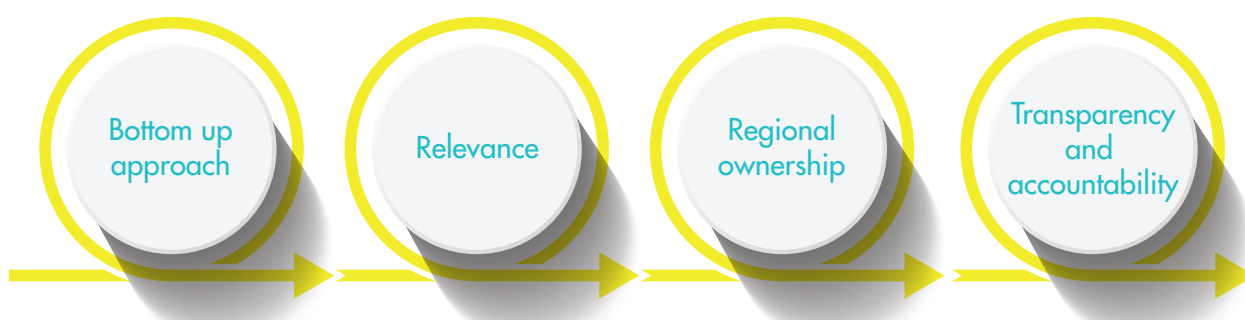 Bottom up
approach
Relevance
Regional
ownership
Transparency
and
accountability